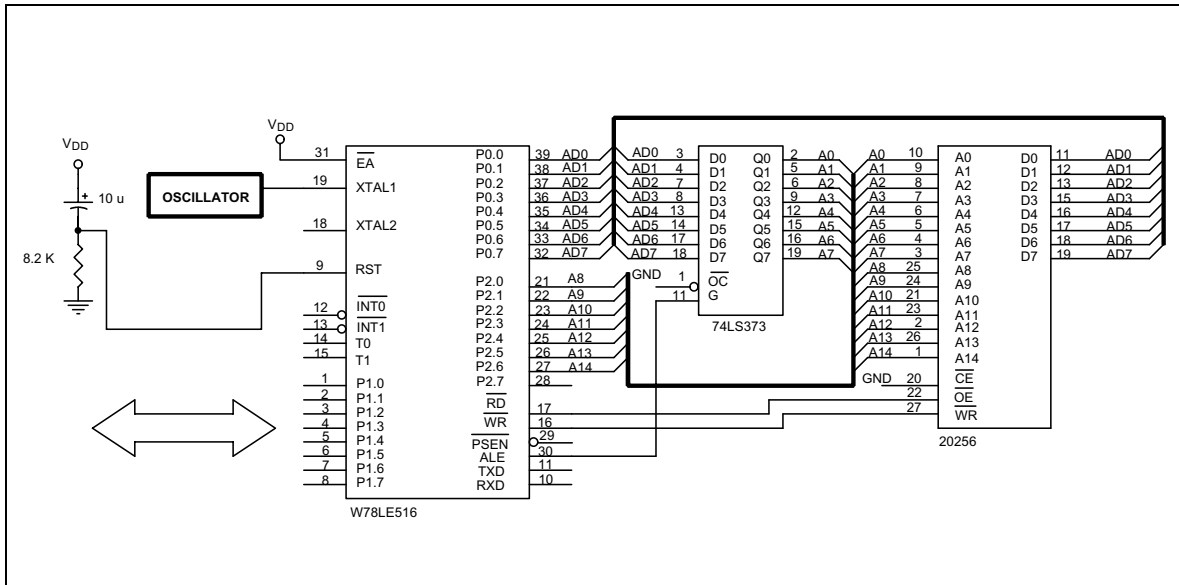 VDD
10 u
8.2 K
OSCILLATOR
VDD
31 EA
19 XTAL1
18 XTAL2
9 RST
12 INT0
13 INT1
14 T0
15 T1
1 P1.0
2 P1.1
3 P1.2
4 P1.3
5 P1.4
6 P1.5
7 P1.6
8 P1.7
P0.0 39 AD0
P0.1 38 AD1
P0.2 37 AD2
P0.3 36 AD3
P0.4 35 AD4
P0.5 34 AD5
P0.6 33 AD6
P0.7 32 AD7
P2.0 21 A8
P2.1 22 A9
P2.2 23 A10
P2.3 24 A11
P2.4 25 A12
P2.5 26 A13
P2.6 27 A14
P2.7 28
RD 17
WR 16
PSEN 29
ALE 30
TXD 11
RXD 10
W78LE516
AD0 3 D0 Q0 2 A0
AD1 4 D1 Q1 5 A1
AD2 7 D2 Q2 6 A2
AD3 8 D3 Q3 9 A3
AD4 13 D4 Q4 12 A4
AD5 14 D5 Q5 15 A5
AD6 17 D6 Q6 16 A6
AD7 18 D7 Q7 19 A7
GND 1 OC
11 G
74LS373
A0 10 A0 D0 11 AD0
A1 9 A1 D1 12 AD1
A2 8 A2 D2 13 AD2
A3 7 A3 D3 15 AD3
A4 6 A4 D4 16 AD4
A5 5 A5 D5 17 AD5
A6 4 A6 D6 18 AD6
A7 3 A7 D7 19 AD7
A8 25 A8
A9 24 A9
A10 21 A10
A11 23 A11
A12 2 A12
A13 26 A13
A14 1 A14
GND 20 CE
22 OE
27 WR
20256